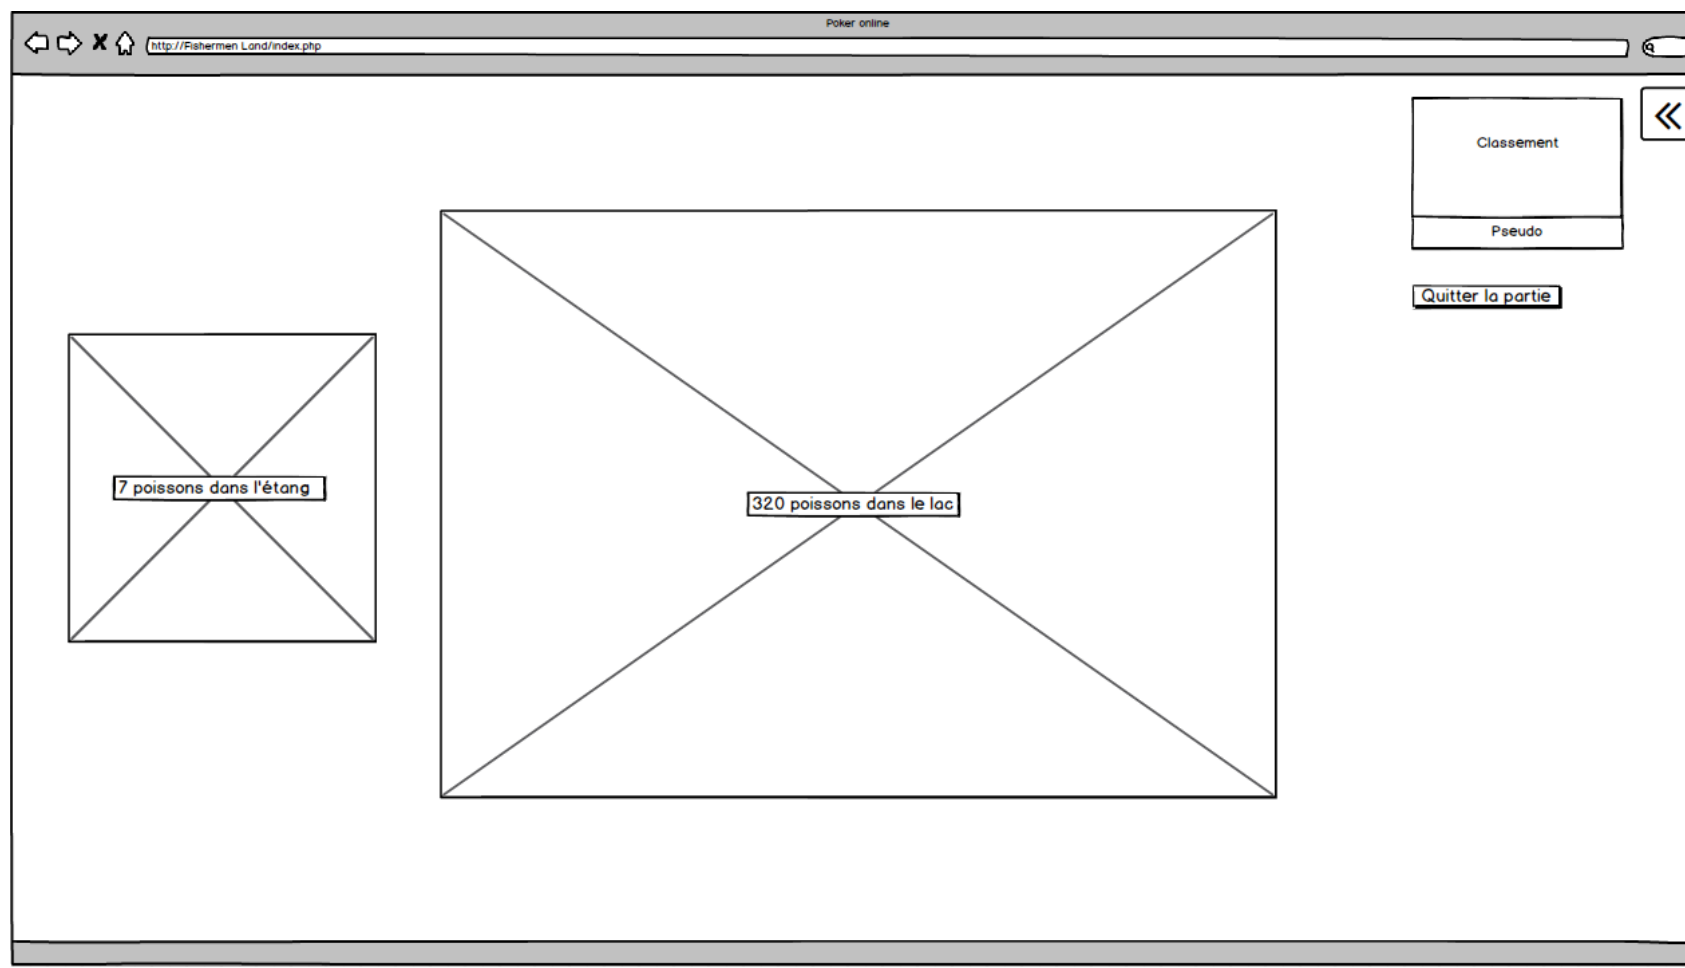 Poker online
http://Fishermen Land/index.php
Classement
Pseudo
Quitter la partie
7 poissons dans l'étang
320 poissons dans le lac